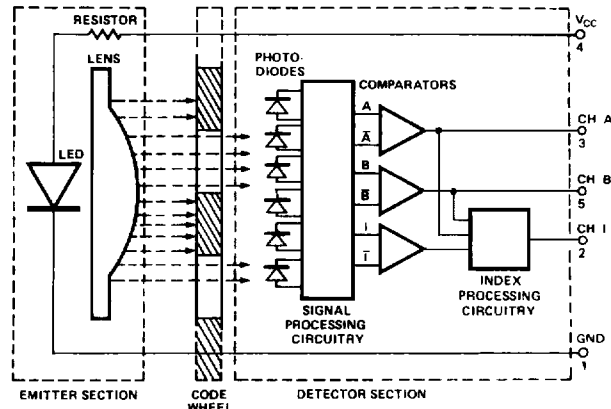 RESISTOR
LENS
LED
PHOTO-
DIODES
COMPARATORS
A
A̅
B
B̅
I
I̅
SIGNAL
PROCESSING
CIRCUITRY
INDEX
PROCESSING
CIRCUITRY
VCC
4
CH A
3
CH B
5
CH I
2
GND
1
EMITTER SECTION
CODE
WHEEL
DETECTOR SECTION